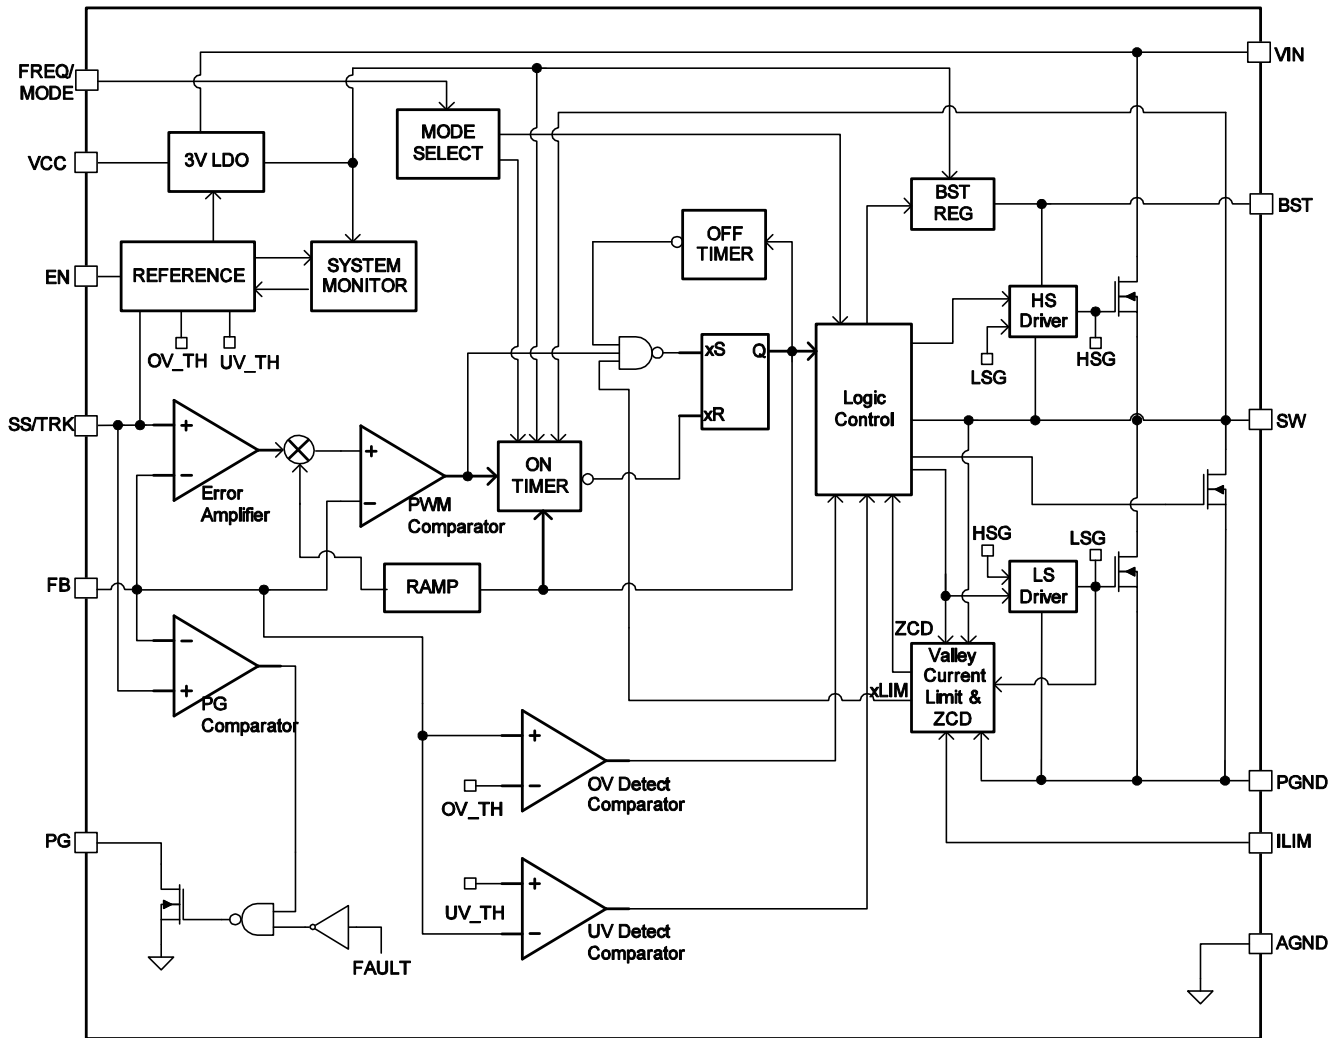 FREQ/
MODE
VIN
MODE
SELECT
VCC
3V LDO
BST
REG
BST
OFF
TIMER
EN
REFERENCE
SYSTEM
MONITOR
HS
Driver
OV_TH
UV_TH
xS
Q
LSG
HSG
Logic
Control
SS/TRK
+
−
xR
SW
+
−
ON
TIMER
Error
Amplifier
PWM
Comparator
HSG
LSG
FB
RAMP
LS
Driver
ZCD
−
+
PG
Comparator
Valley
Current
Limit &
ZCD
xLIM
+
−
OV_TH
OV Detect
Comparator
PGND
PG
ILIM
+
−
UV_TH
UV Detect
Comparator
FAULT
AGND